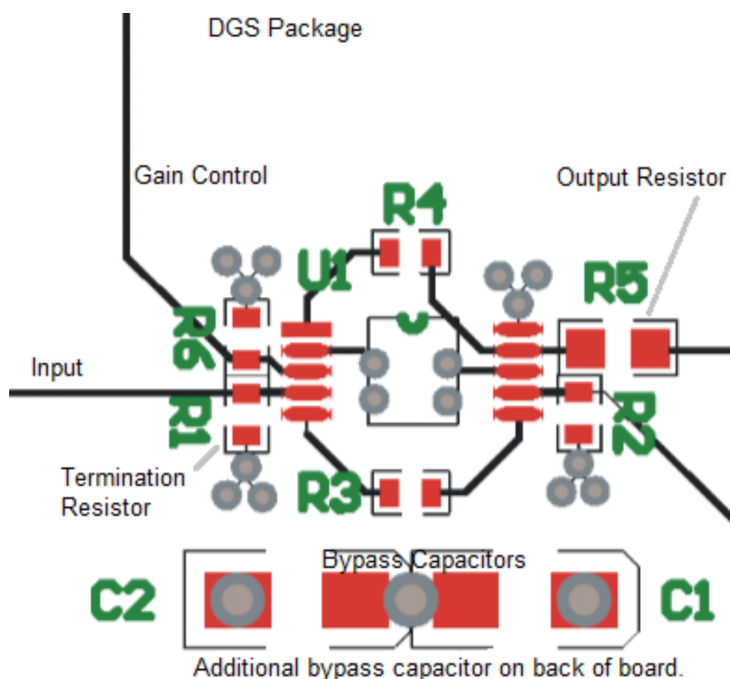 DGS Package
Gain Control
Output Resistor
R4
U1
R5
R6
Input
R1
R2
Termination
Resistor
R3
Bypass Capacitors
C2
C1
Additional bypass capacitor on back of board.